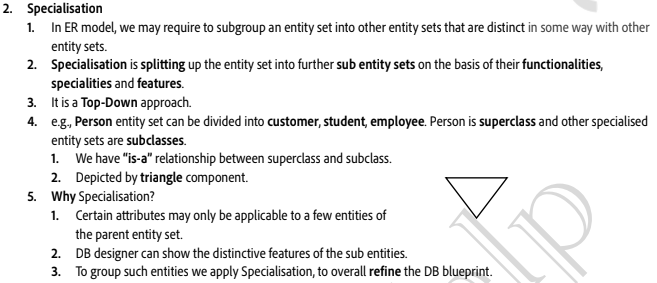 2. Specialisation
1. In ER model, we may require to subgroup an entity set into other entity sets that are distinct in some way with other
entity sets.
2. Specialisation is splitting up the entity set into further sub entity sets on the basis of their functionalities,
specialities and features.
3. It is a Top-Down approach.
4. e.g., Person entity set can be divided into customer, student, employee. Person is superclass and other specialised
entity sets are subclasses.
1. We have “is-a” relationship between superclass and subclass.
2. Depicted by triangle component.
5. Why Specialisation?
1. Certain attributes may only be applicable to a few entities of
the parent entity set.
2. DB designer can show the distinctive features of the sub entities.
3. To group such entities we apply Specialisation, to overall refine the DB blueprint.